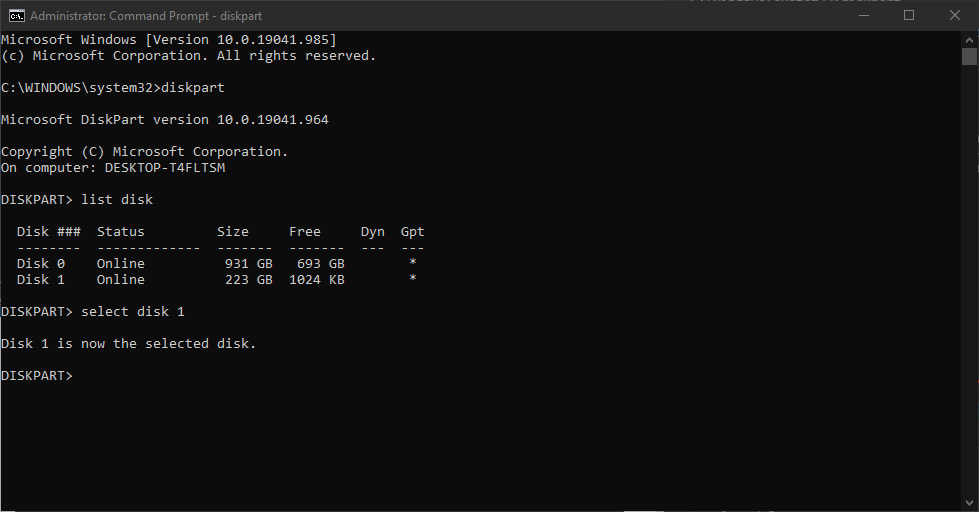 Administrator: Command Prompt - diskpart
Microsoft Windows [Version 10.0.19041.985]
(c) Microsoft Corporation. All rights reserved.
C:\WINDOWS\system32>diskpart
Microsoft DiskPart version 10.0.19041.964
Copyright (C) Microsoft Corporation.
On computer: DESKTOP-T4FLTSM
DISKPART> list disk
  Disk ###  Status         Size     Free     Dyn  Gpt
  --------  -------------  -------  -------  ---  ---
  Disk 0    Online          931 GB   693 GB        *
  Disk 1    Online          223 GB  1024 KB        *
DISKPART> select disk 1
Disk 1 is now the selected disk.
DISKPART>